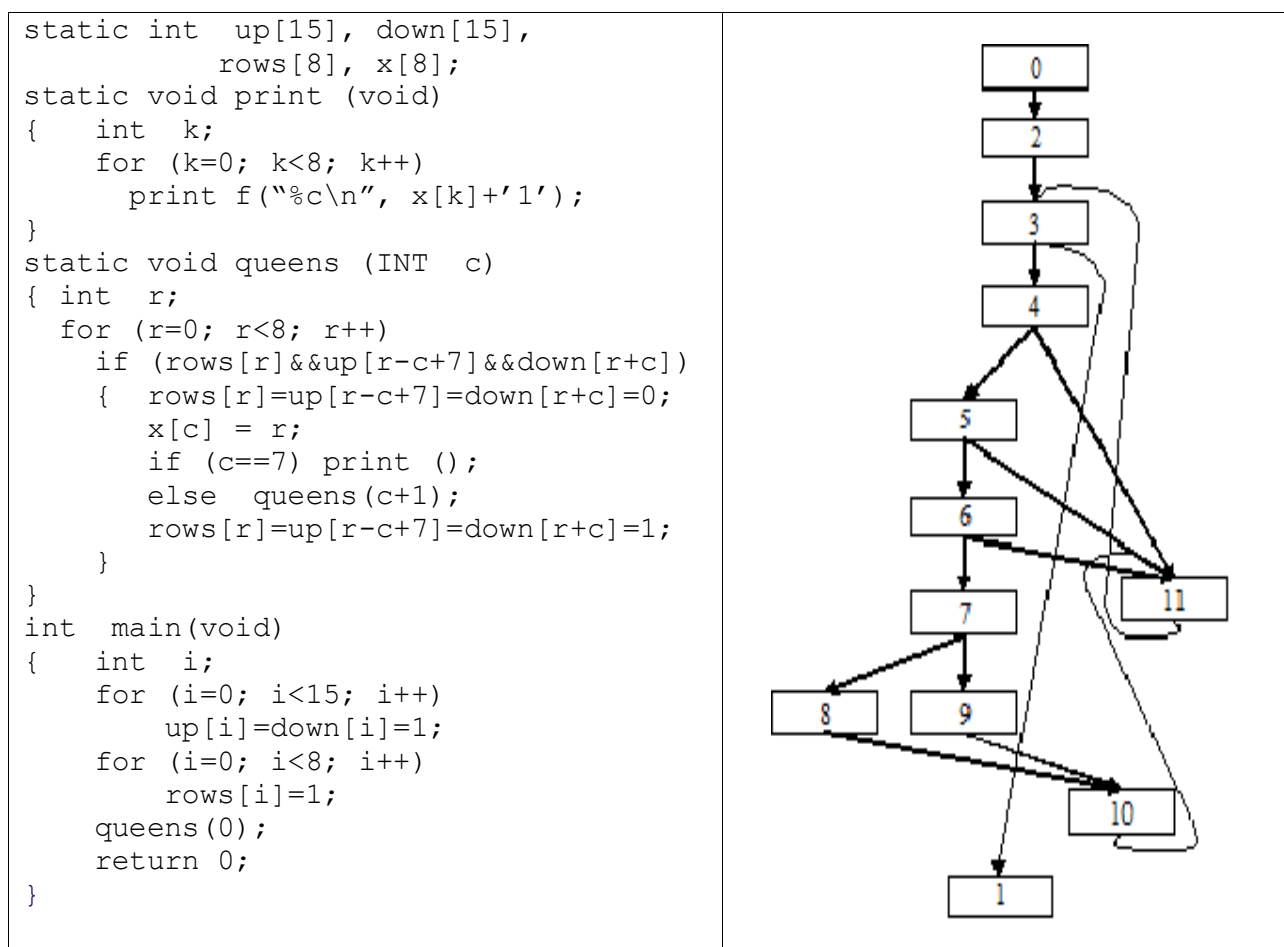 static int  up[15], down[15],
            rows[8], x[8];
static void print (void)
{   int  k;
    for (k=0; k<8; k++)
      print f(“%c\n”, x[k]+’1’);
}
static void queens (INT  c)
{ int  r;
  for (r=0; r<8; r++)
    if (rows[r]&&up[r-c+7]&&down[r+c])
    {  rows[r]=up[r-c+7]=down[r+c]=0;
       x[c] = r;
       if (c==7) print ();
       else  queens(c+1);
       rows[r]=up[r-c+7]=down[r+c]=1;
    }
}
int  main(void)
{   int  i;
    for (i=0; i<15; i++)
        up[i]=down[i]=1;
    for (i=0; i<8; i++)
        rows[i]=1;
    queens(0);
    return 0;
}
0
2
3
4
5
6
11
7
8 9
10
1